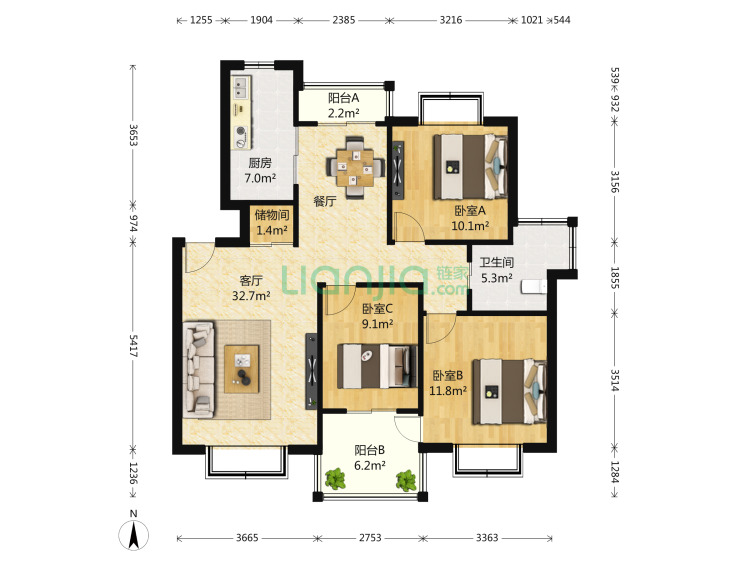 1255 1904 2385 3216 1021 544
阳台A
2.2m²
厨房
7.0m²
餐厅
卧室A
10.1m²
储物间
1.4m²
卫生间
5.3m²
客厅
32.7m²
Lianjia 链家.com
卧室C
9.1m²
卧室B
11.8m²
阳台B
6.2m²
3653
974
5417
1236
539
932
3156
1855
3514
1284
N
3665 2753 3363